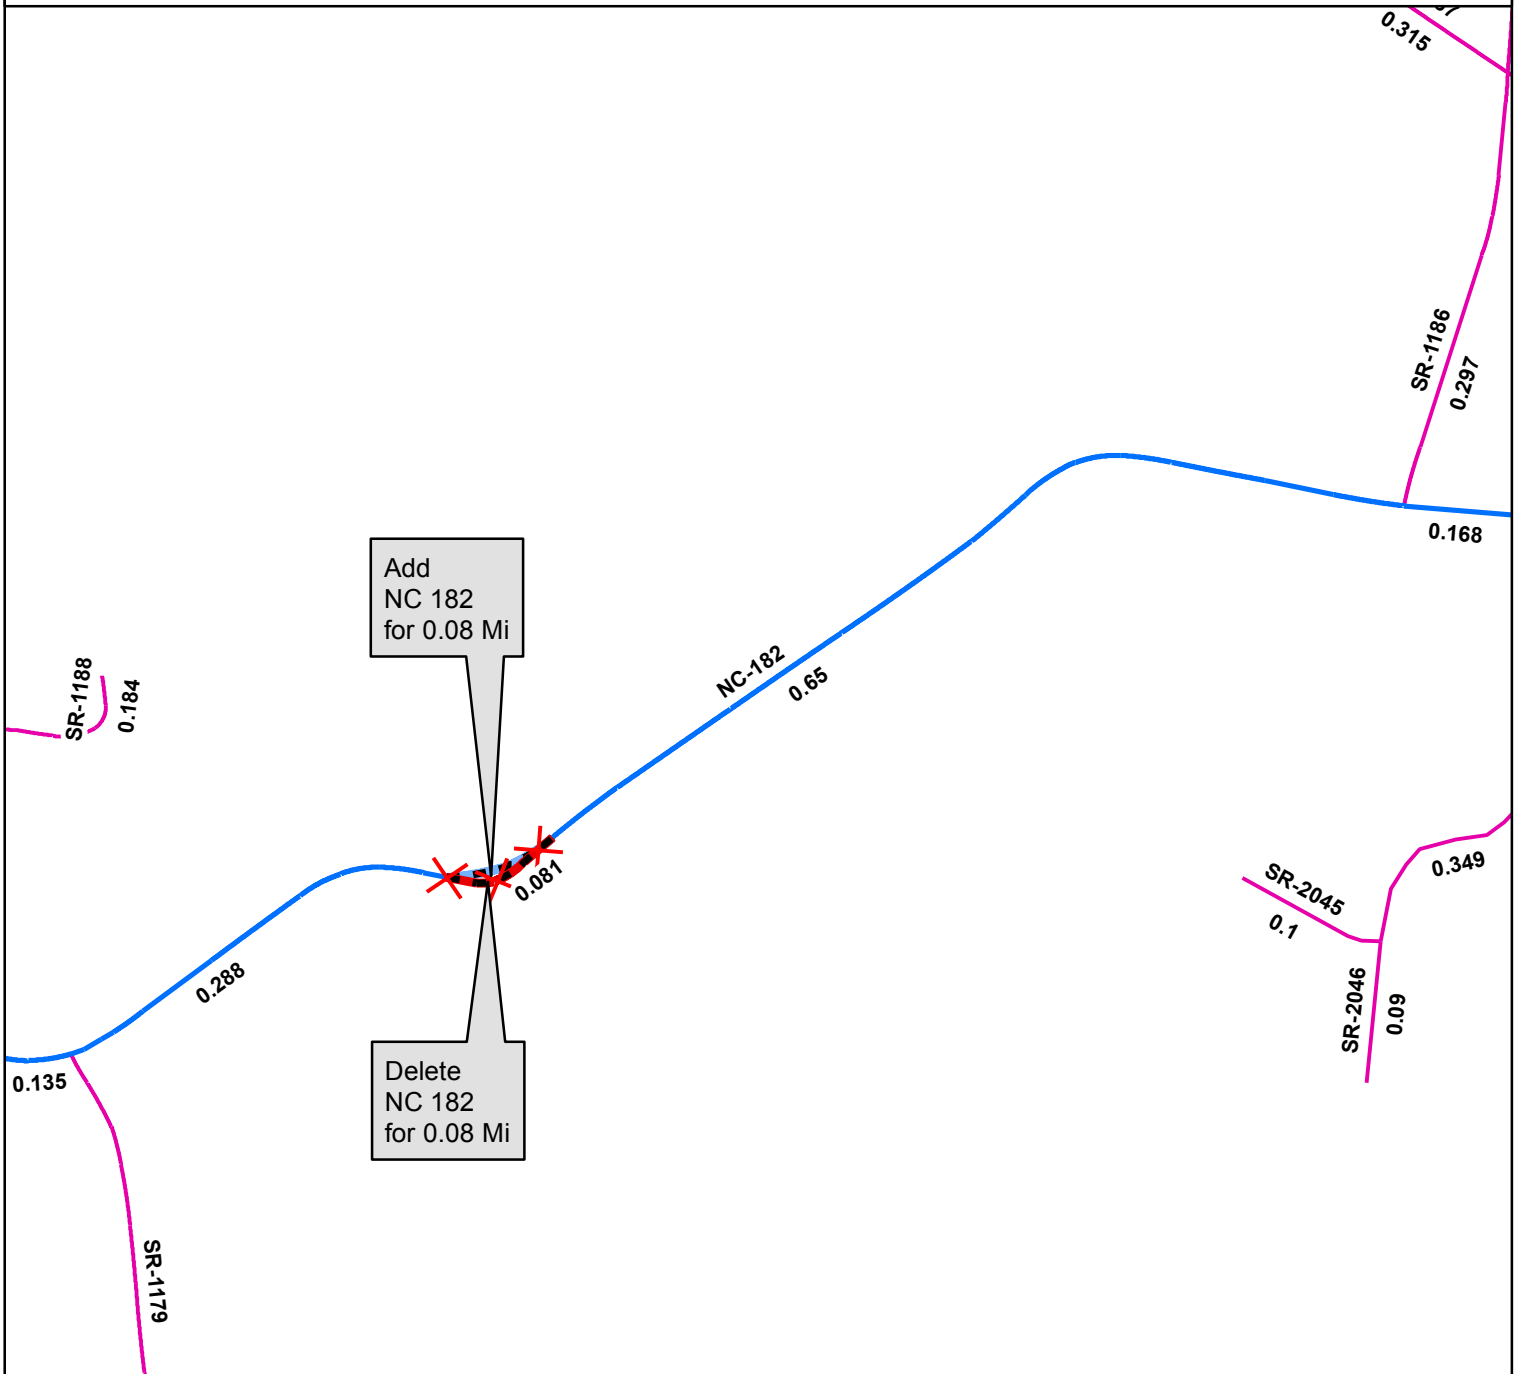 0.315
SR-1186
0.297
0.168
Add
NC 182
for 0.08 Mi
NC-182
0.65
SR-1188
0.184
0.081
0.349
SR-2045
0.1
0.288
SR-2046
0.09
0.135
Delete
NC 182
for 0.08 Mi
SR-1179